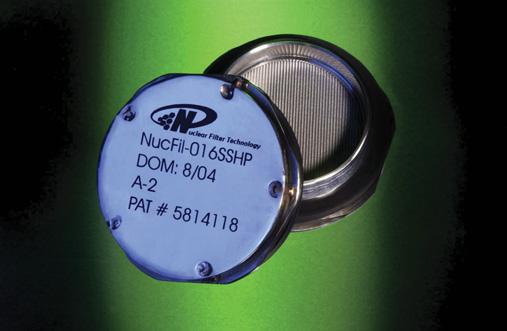 Nuclear Filter Technology
NucFil-016SSHP
DOM: 8/04
A-2
PAT # 5814118